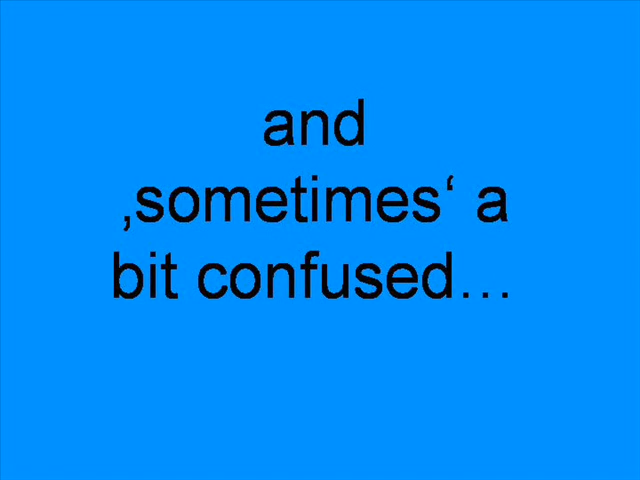 and
‚sometimes‘ a
bit confused…